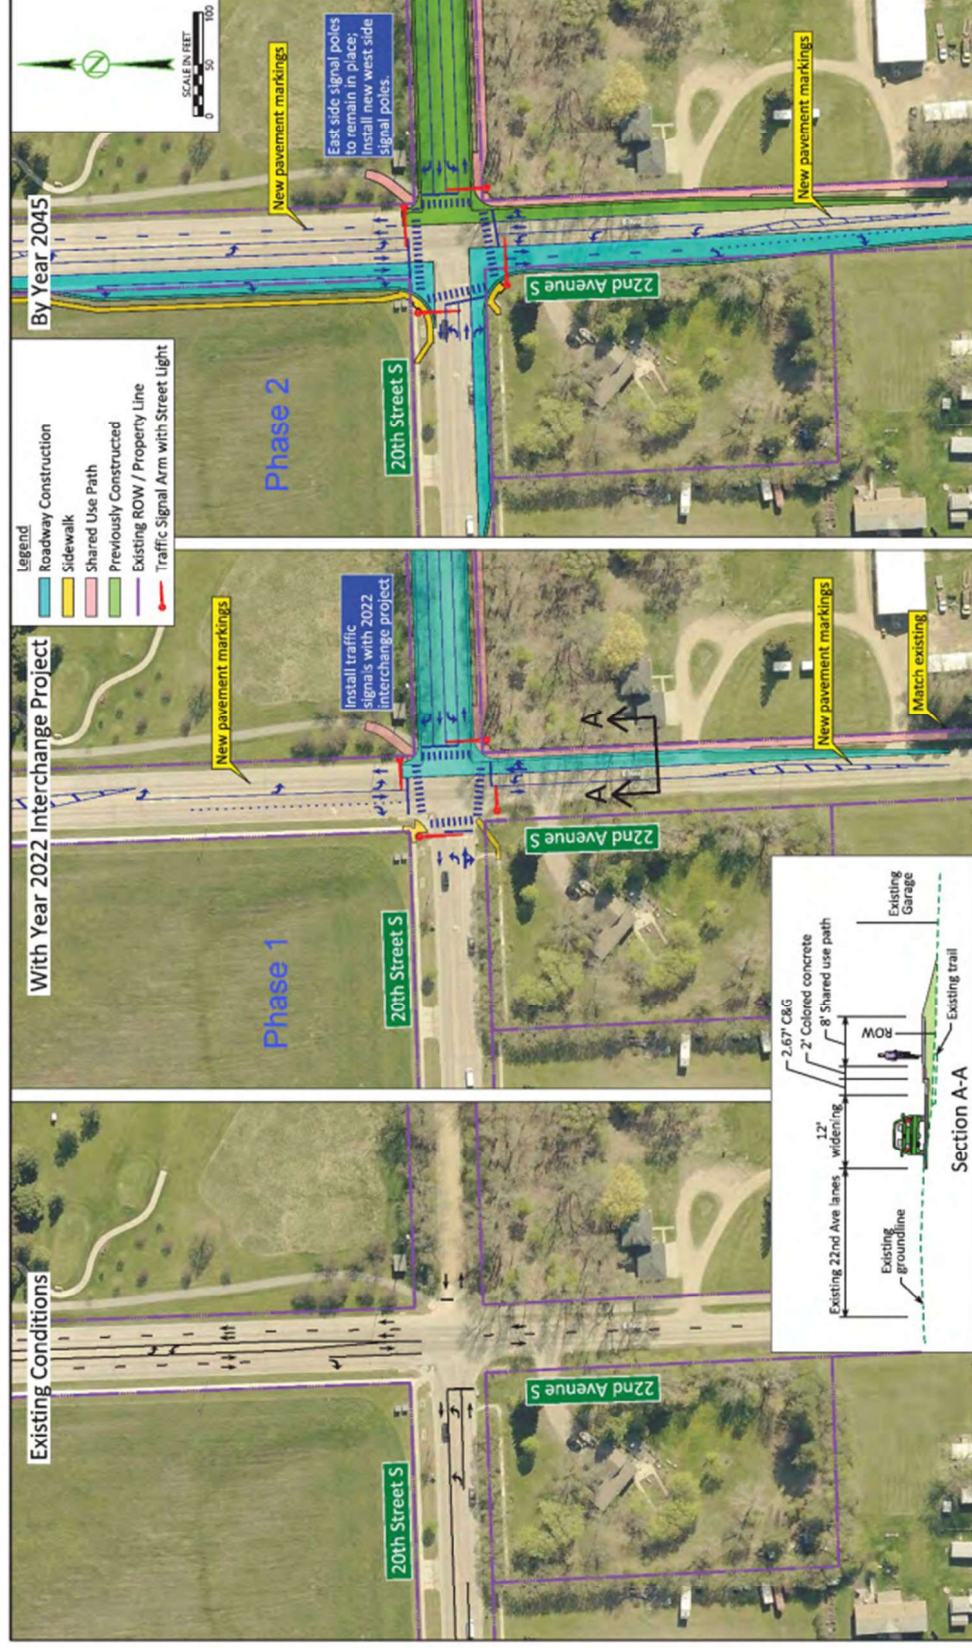 Existing Conditions
20th Street S
22nd Avenue S
With Year 2022 Interchange Project
New pavement markings
Install traffic
signals with 2022
interchange project
Phase 1
20th Street S
22nd Avenue S
A
A
New pavement markings
Match existing
Existing 22nd Ave lanes
12'
widening
2.67' C&G
2' Colored concrete
8' Shared use path
ROW
Existing
groundline
Existing trail
Existing
Garage
Section A-A
Legend
Roadway Construction
Sidewalk
Shared Use Path
Previously Constructed
Existing ROW / Property Line
Traffic Signal Arm with Street Light
By Year 2045
New pavement markings
East side signal poles
to remain in place;
Install new west side
signal poles.
Phase 2
20th Street S
22nd Avenue S
New pavement markings
N
SCALE IN FEET
0 50 100